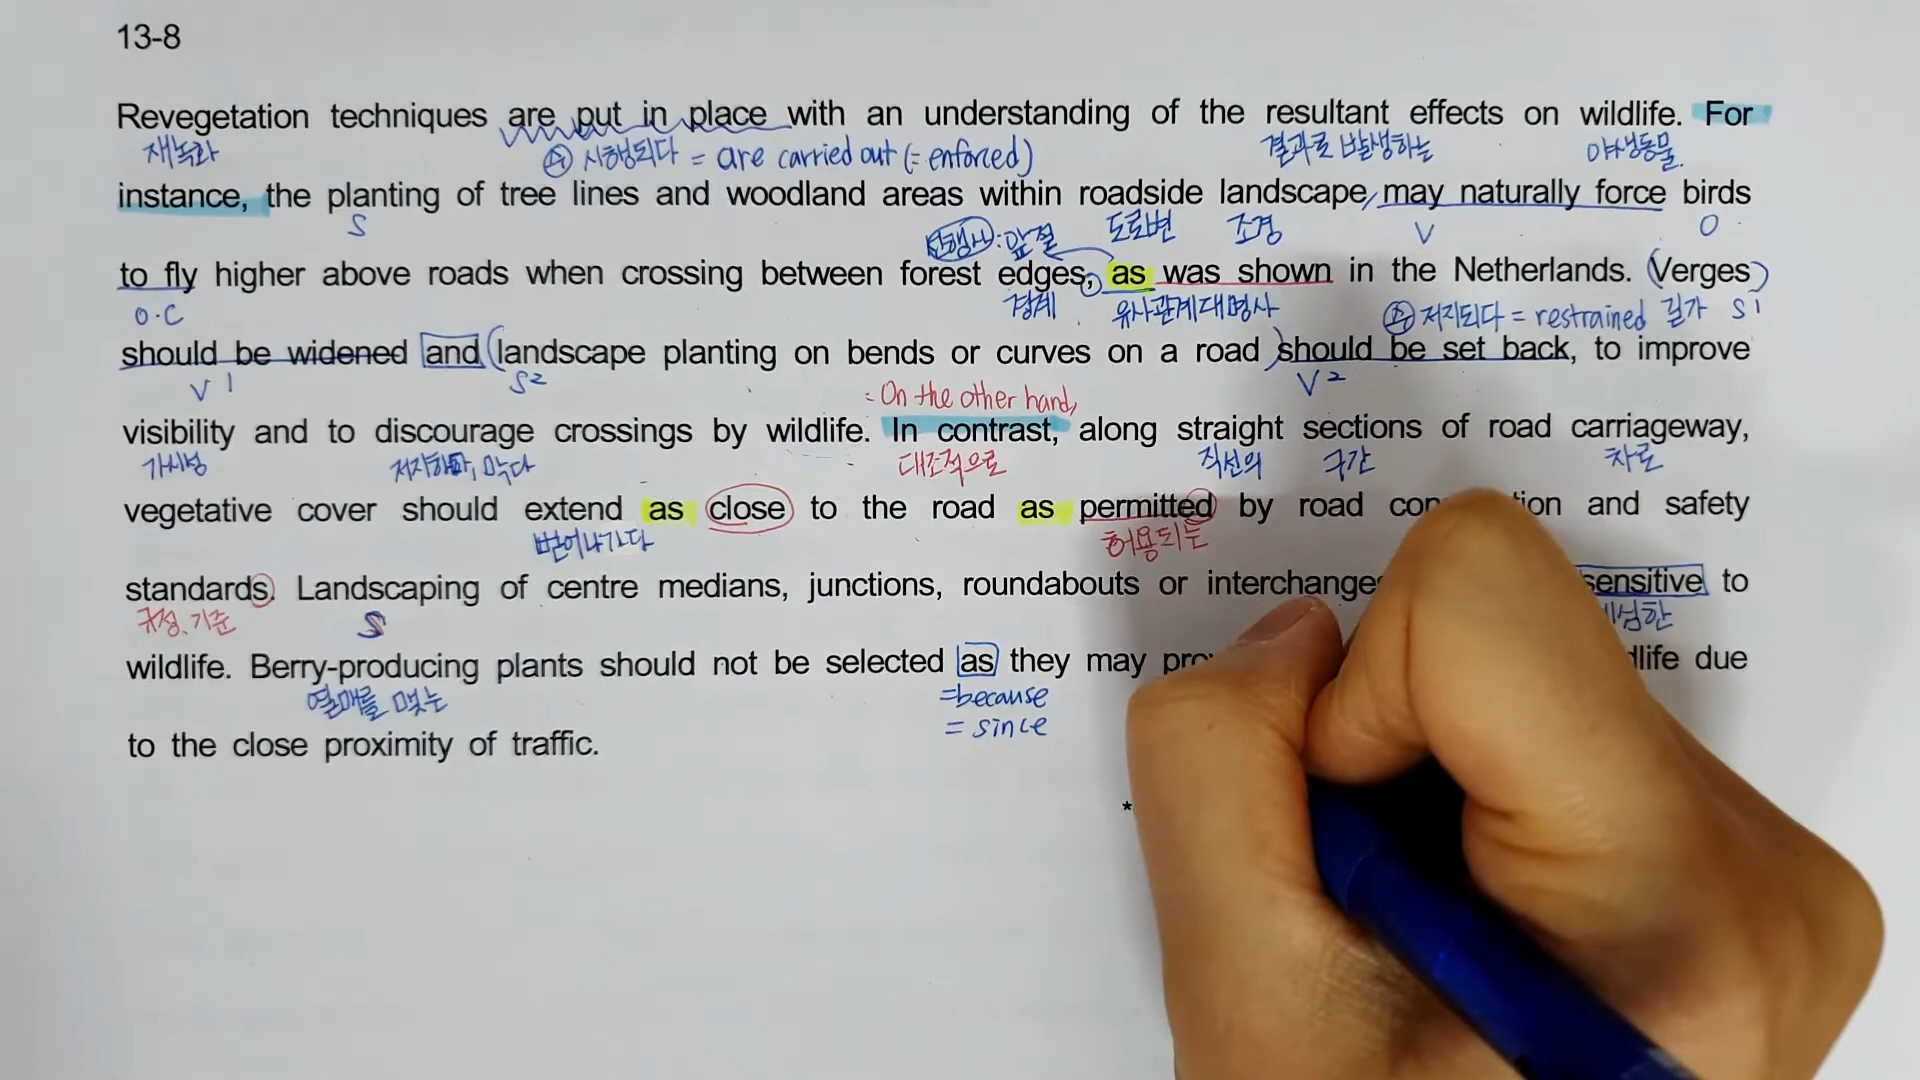 13-8
Revegetation techniques are put in place with an understanding of the resultant effects on wildlife. For
재녹화 숙 시행되다 = are carried out (= enforced) 결과로 발생하는 야생동물.
instance, the planting of tree lines and woodland areas within roadside landscape may naturally force birds
S 선행사: 앞절 도로변 조경 V O
to fly higher above roads when crossing between forest edges, as was shown in the Netherlands. Verges
O.C 경계 유사관계대명사 숙 저지되다 = restrained 길가 S1
should be widened and landscape planting on bends or curves on a road should be set back, to improve
V1 S2 V2
= On the other hand,
visibility and to discourage crossings by wildlife. In contrast, along straight sections of road carriageway,
가시성 저지하다, 막다 대조적으로 직선의 구간 차로
vegetative cover should extend as close to the road as permitted by road con tion and safety
뻗어나가다 허용되는
standards. Landscaping of centre medians, junctions, roundabouts or interchange sensitive to
규정, 기준 S
wildlife. Berry-producing plants should not be selected as they may pro dlife due
열매를 맺는 =because
= since
to the close proximity of traffic.
*